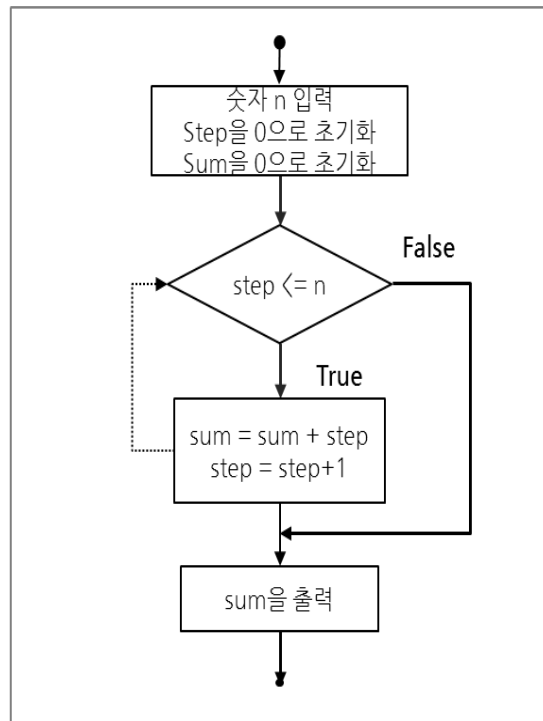 숫자 n 입력
Step을 0으로 초기화
Sum을 0으로 초기화
False
step <= n
True
sum = sum + step
step = step+1
sum을 출력